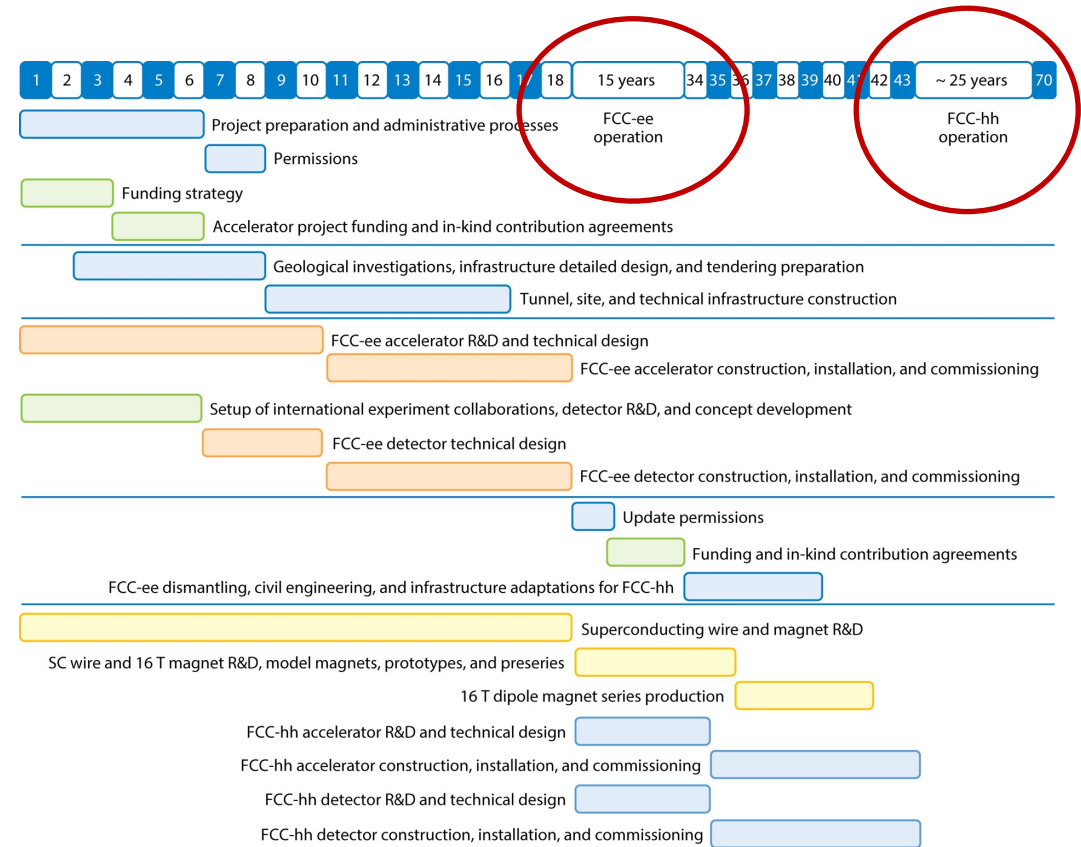 1 2 3 4 5 6 7 8 9 10 11 12 13 14 15 16 17 18 15 years 34 35 36 37 38 39 40 41 42 43 ~ 25 years 70
FCC-ee
operation
FCC-hh
operation
Project preparation and administrative processes
Permissions
Funding strategy
Accelerator project funding and in-kind contribution agreements
Geological investigations, infrastructure detailed design, and tendering preparation
Tunnel, site, and technical infrastructure construction
FCC-ee accelerator R&D and technical design
FCC-ee accelerator construction, installation, and commissioning
Setup of international experiment collaborations, detector R&D, and concept development
FCC-ee detector technical design
FCC-ee detector construction, installation, and commissioning
Update permissions
Funding and in-kind contribution agreements
FCC-ee dismantling, civil engineering, and infrastructure adaptations for FCC-hh
Superconducting wire and magnet R&D
SC wire and 16 T magnet R&D, model magnets, prototypes, and preseries
16 T dipole magnet series production
FCC-hh accelerator R&D and technical design
FCC-hh accelerator construction, installation, and commissioning
FCC-hh detector R&D and technical design
FCC-hh detector construction, installation, and commissioning